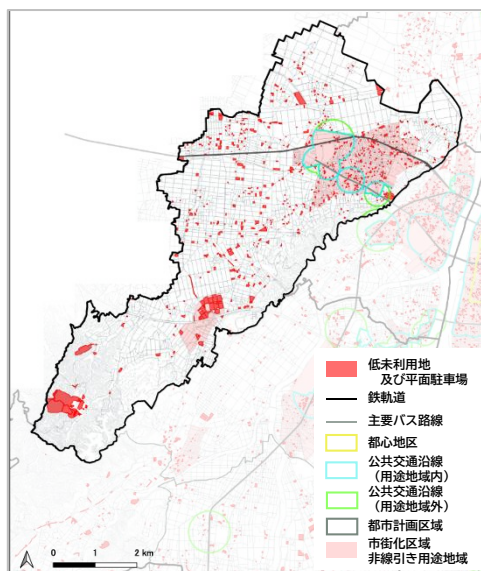 低未利用地
及び平面駐車場
鉄軌道
主要バス路線
都心地区
公共交通沿線
（用途地域内）
公共交通沿線
（用途地域外）
都市計画区域
市街化区域
非線引き用途地域
0 1 2 km